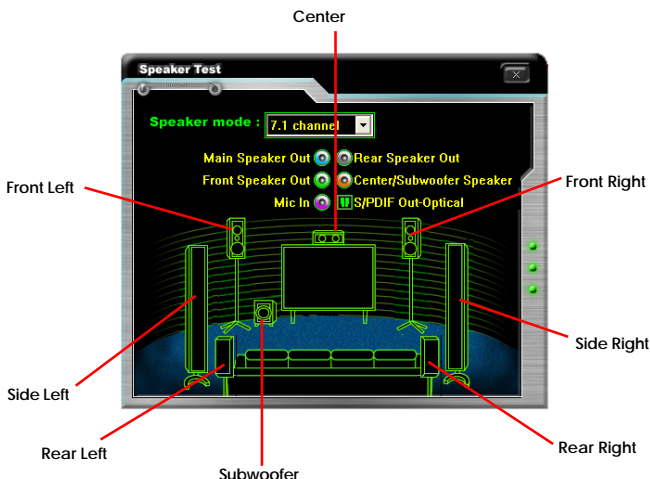 Center
Speaker Test
Speaker mode :
7.1 channel
Main Speaker Out
Rear Speaker Out
Front Speaker Out
Center/Subwoofer Speaker
Mic In
S/PDIF Out-Optical
Front Left
Front Right
Side Right
Side Left
Rear Left
Rear Right
Subwoofer